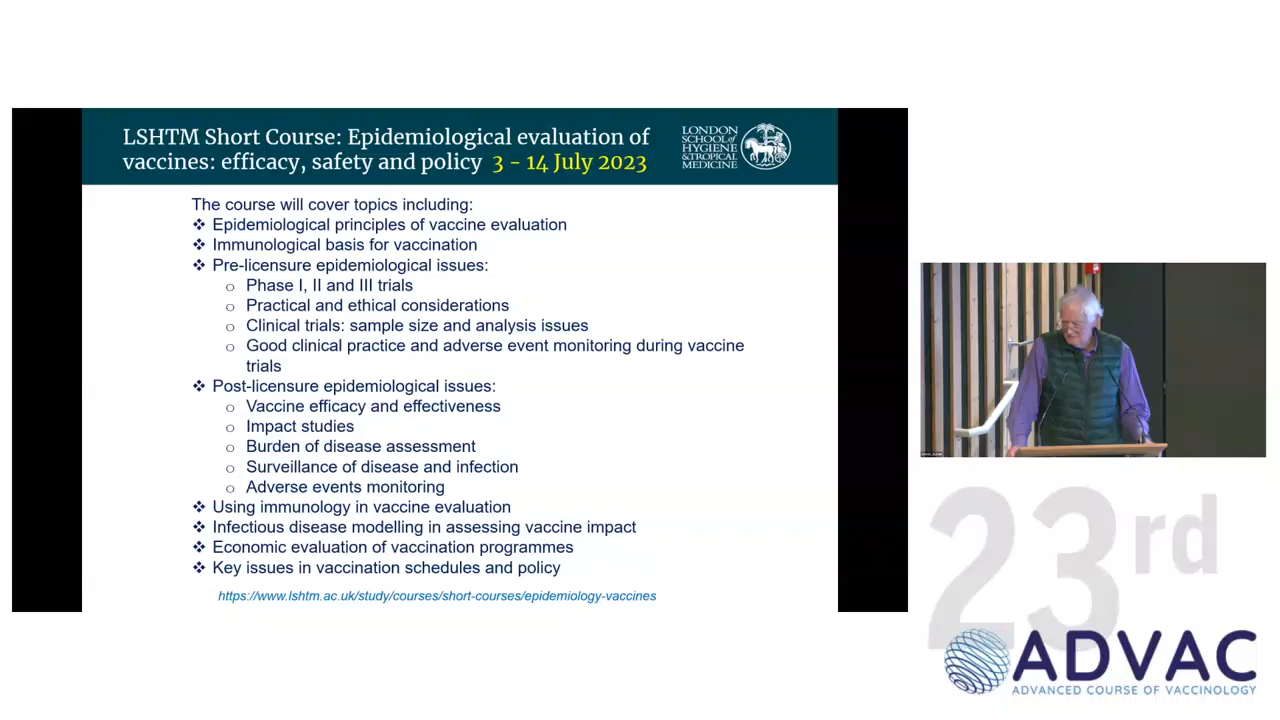 LSHTM Short Course: Epidemiological evaluation of
vaccines: efficacy, safety and policy 3 - 14 July 2023
LONDON
SCHOOL of
HYGIENE
& TROPICAL
MEDICINE
The course will cover topics including:
❖ Epidemiological principles of vaccine evaluation
❖ Immunological basis for vaccination
❖ Pre-licensure epidemiological issues:
o Phase I, II and III trials
o Practical and ethical considerations
o Clinical trials: sample size and analysis issues
o Good clinical practice and adverse event monitoring during vaccine
trials
❖ Post-licensure epidemiological issues:
o Vaccine efficacy and effectiveness
o Impact studies
o Burden of disease assessment
o Surveillance of disease and infection
o Adverse events monitoring
❖ Using immunology in vaccine evaluation
❖ Infectious disease modelling in assessing vaccine impact
❖ Economic evaluation of vaccination programmes
❖ Key issues in vaccination schedules and policy
https://www.lshtm.ac.uk/study/courses/short-courses/epidemiology-vaccines
23rd
ADVAC
ADVANCED COURSE OF VACCINOLOGY